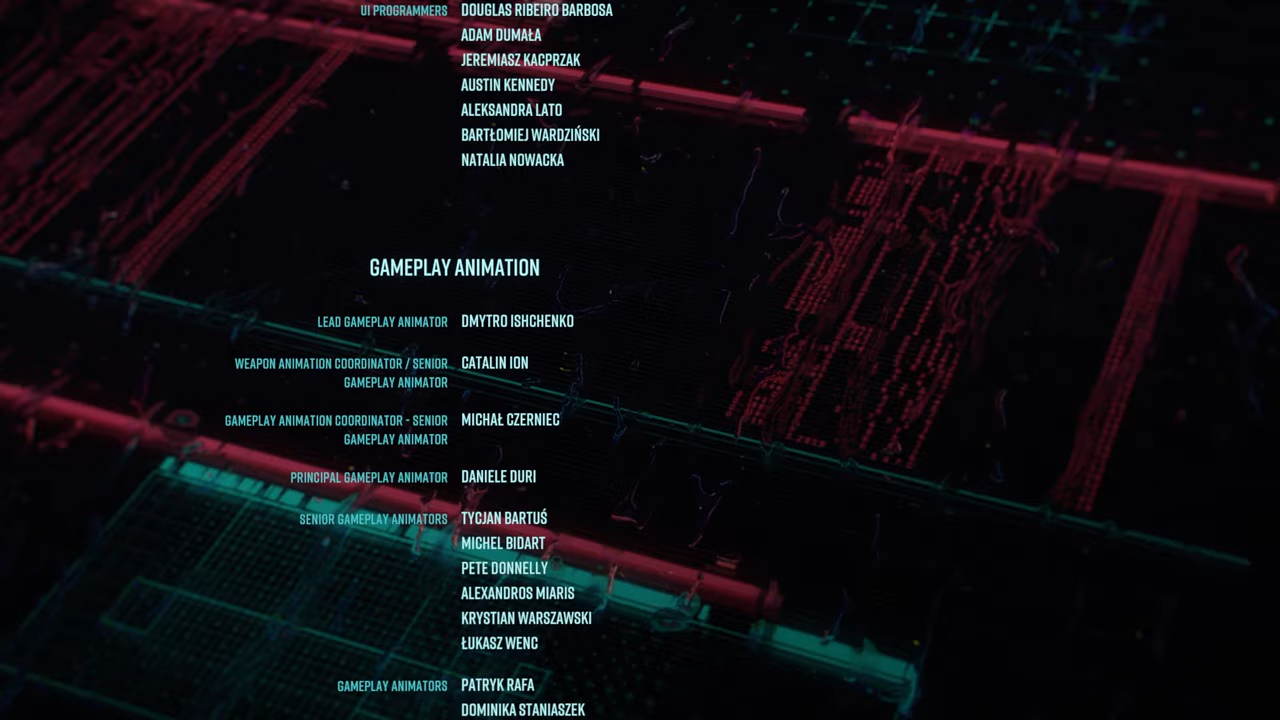 UI PROGRAMMERS DOUGLAS RIBEIRO BARBOSA
ADAM DUMAŁA
JEREMIASZ KACPRZAK
AUSTIN KENNEDY
ALEKSANDRA LATO
BARTŁOMIEJ WARDZIŃSKI
NATALIA NOWACKA
GAMEPLAY ANIMATION
LEAD GAMEPLAY ANIMATOR DMYTRO ISHCHENKO
WEAPON ANIMATION COORDINATOR / SENIOR CATALIN ION
GAMEPLAY ANIMATOR
GAMEPLAY ANIMATION COORDINATOR - SENIOR MICHAŁ CZERNIEC
GAMEPLAY ANIMATOR
PRINCIPAL GAMEPLAY ANIMATOR DANIELE DURI
SENIOR GAMEPLAY ANIMATORS TYCJAN BARTUŚ
MICHEL BIDART
PETE DONNELLY
ALEXANDROS MIARIS
KRYSTIAN WARSZAWSKI
ŁUKASZ WENC
GAMEPLAY ANIMATORS PATRYK RAFA
DOMINIKA STANIASZEK